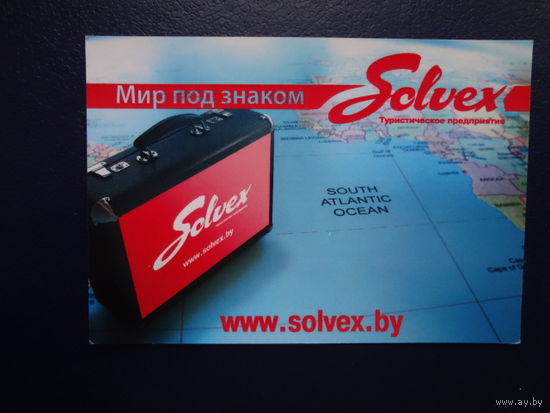 Мир под знаком Solvex
Туристическое предприятие
SOUTH
ATLANTIC
OCEAN
Solvex
www.solvex.by
www.solvex.by
www.ay.by